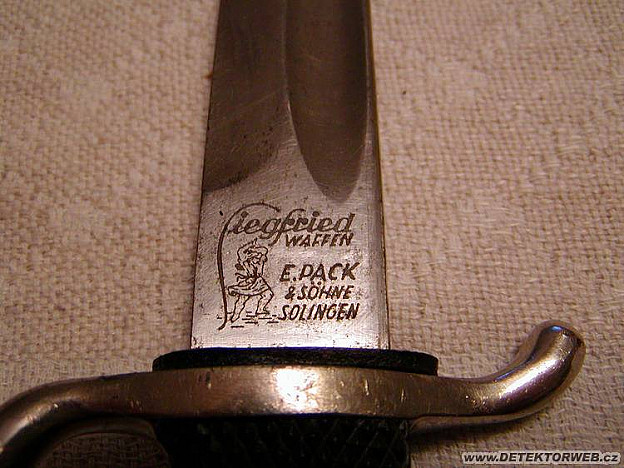 Siegfried
WAFFEN
E. PACK
& SÖHNE
SOLINGEN
WWW.DETEKTORWEB.cz